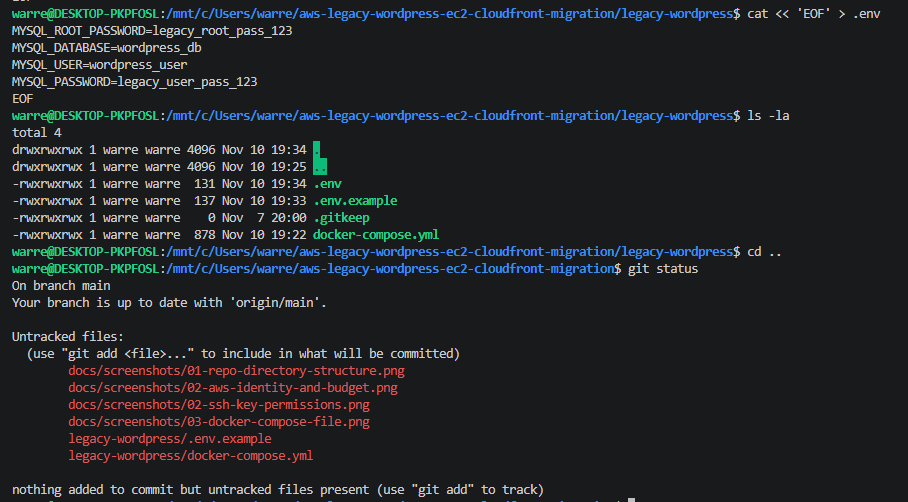 warre@DESKTOP-PKPFOSL:/mnt/c/Users/warre/aws-legacy-wordpress-ec2-cloudfront-migration/legacy-wordpress$ cat << 'EOF' > .env
MYSQL_ROOT_PASSWORD=legacy_root_pass_123
MYSQL_DATABASE=wordpress_db
MYSQL_USER=wordpress_user
MYSQL_PASSWORD=legacy_user_pass_123
EOF
warre@DESKTOP-PKPFOSL:/mnt/c/Users/warre/aws-legacy-wordpress-ec2-cloudfront-migration/legacy-wordpress$ ls -la
total 4
drwxrwxrwx 1 warre warre 4096 Nov 10 19:34 .
drwxrwxrwx 1 warre warre 4096 Nov 10 19:25 ..
-rwxrwxrwx 1 warre warre  131 Nov 10 19:34 .env
-rwxrwxrwx 1 warre warre  137 Nov 10 19:33 .env.example
-rwxrwxrwx 1 warre warre    0 Nov  7 20:00 .gitkeep
-rwxrwxrwx 1 warre warre  878 Nov 10 19:22 docker-compose.yml
warre@DESKTOP-PKPFOSL:/mnt/c/Users/warre/aws-legacy-wordpress-ec2-cloudfront-migration/legacy-wordpress$ cd ..
warre@DESKTOP-PKPFOSL:/mnt/c/Users/warre/aws-legacy-wordpress-ec2-cloudfront-migration$ git status
On branch main
Your branch is up to date with 'origin/main'.
Untracked files:
  (use "git add <file>..." to include in what will be committed)
        docs/screenshots/01-repo-directory-structure.png
        docs/screenshots/02-aws-identity-and-budget.png
        docs/screenshots/02-ssh-key-permissions.png
        docs/screenshots/03-docker-compose-file.png
        legacy-wordpress/.env.example
        legacy-wordpress/docker-compose.yml
nothing added to commit but untracked files present (use "git add" to track)